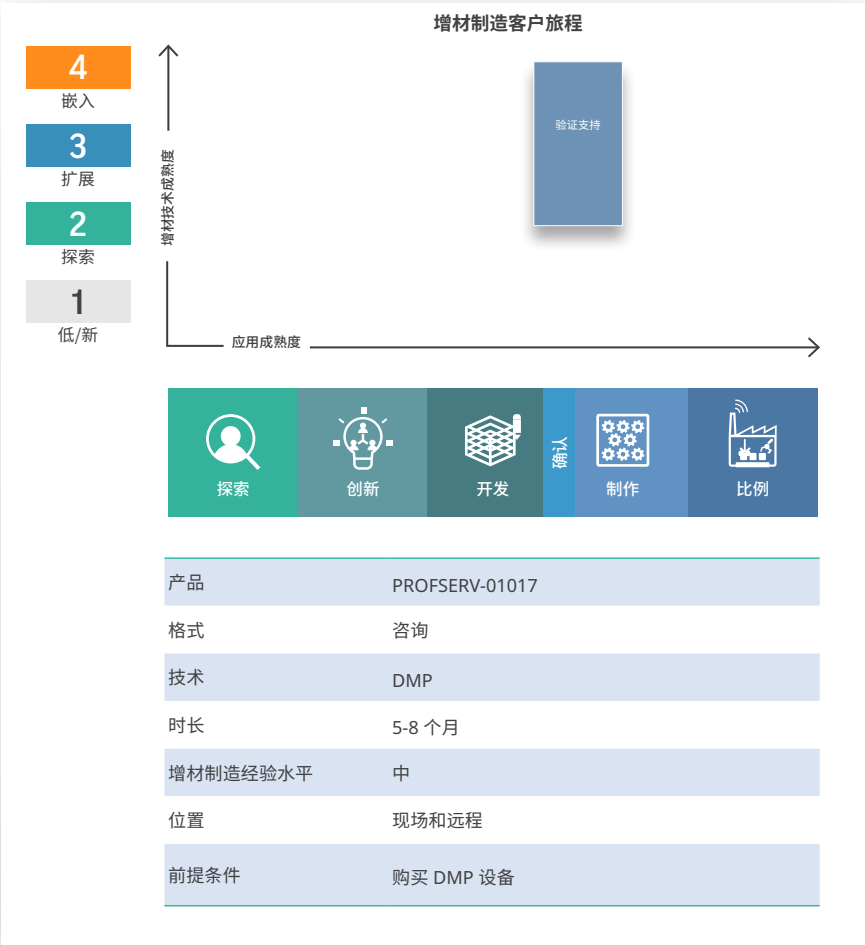 增材制造客户旅程
4
嵌入
3
扩展
2
探索
1
低/新
增材技术成熟度
验证支持
应用成熟度
探索
创新
开发
确认
制作
比例
产品 PROFSERV-01017
格式 咨询
技术 DMP
时长 5-8 个月
增材制造经验水平 中
位置 现场和远程
前提条件 购买 DMP 设备